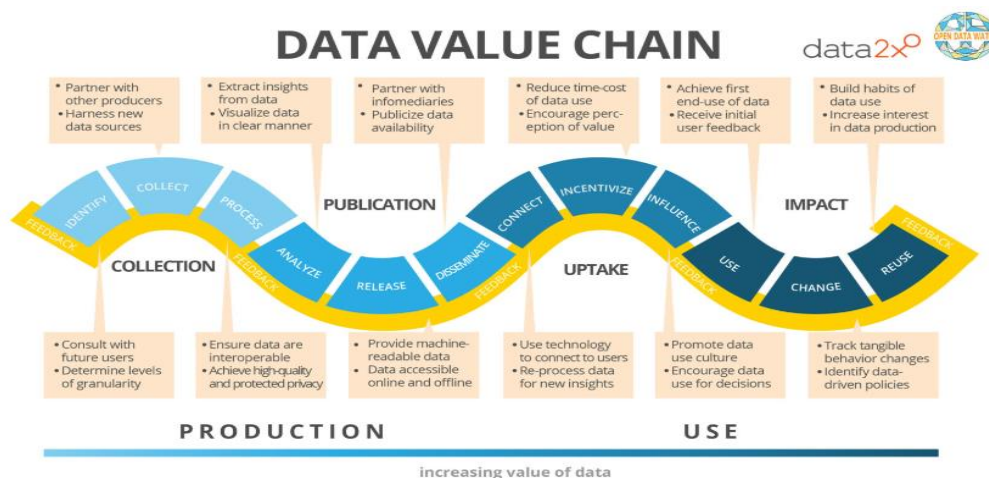 DATA VALUE CHAIN
data2x
OPEN DATA WATCH
• Partner with
other producers
• Harness new
data sources
• Extract insights
from data
• Visualize data
in clear manner
• Partner with
infomediaries
• Publicize data
availability
• Reduce time-cost
of data use
• Encourage perc-
eption of value
• Achieve first
end-use of data
• Receive initial
user feedback
• Build habits of
data use
• Increase interest
in data production
FEEDBACK
IDENTIFY
COLLECT
PROCESS
COLLECTION
FEEDBACK
ANALYZE
RELEASE
DISSEMINATE
PUBLICATION
FEEDBACK
CONNECT
INCENTIVIZE
INFLUENCE
UPTAKE
FEEDBACK
USE
CHANGE
REUSE
IMPACT
FEEDBACK
• Consult with
future users
• Determine levels
of granularity
• Ensure data are
interoperable
• Achieve high-quality
and protected privacy
• Provide machine-
readable data
• Data accessible
online and offline
• Use technology
to connect to users
• Re-process data
for new insights
• Promote data
use culture
• Encourage data
use for decisions
• Track tangible
behavior changes
• Identify data-
driven policies
PRODUCTION
USE
increasing value of data